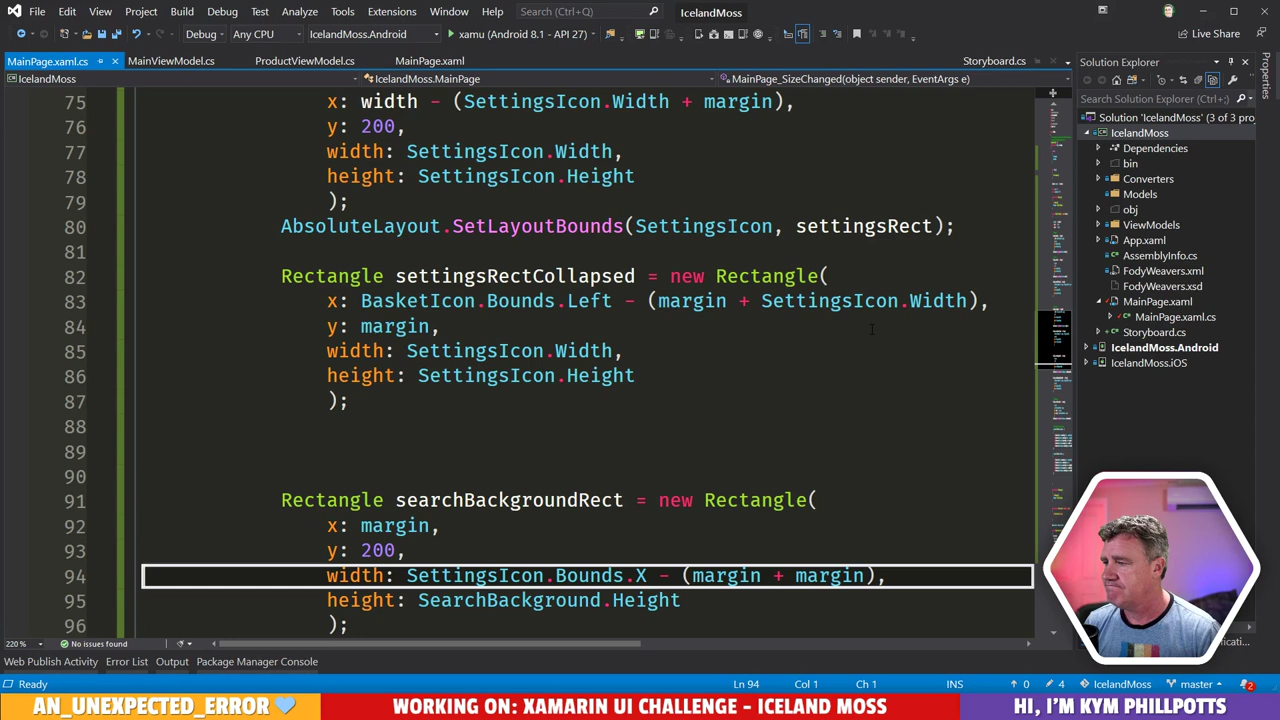 File Edit View Git Project Build Debug Test Analyze Tools Extensions Window Help Search (Ctrl+Q) IcelandMoss
Debug Any CPU IcelandMoss.Android xamu (Android 8.1 - API 27) Live Share
MainPage.xaml.cs MainViewModel.cs ProductViewModel.cs MainPage.xaml Storyboard.cs
IcelandMoss IcelandMoss.MainPage MainPage_SizeChanged(object sender, EventArgs e)
75 x: width - (SettingsIcon.Width + margin),
76 y: 200,
77 width: SettingsIcon.Width,
78 height: SettingsIcon.Height
79 );
80 AbsoluteLayout.SetLayoutBounds(SettingsIcon, settingsRect);
81
82 Rectangle settingsRectCollapsed = new Rectangle(
83 x: BasketIcon.Bounds.Left - (margin + SettingsIcon.Width),
84 y: margin,
85 width: SettingsIcon.Width,
86 height: SettingsIcon.Height
87 );
88
89
90
91 Rectangle searchBackgroundRect = new Rectangle(
92 x: margin,
93 y: 200,
94 width: SettingsIcon.Bounds.X - (margin + margin),
95 height: SearchBackground.Height
96 );
220 % No issues found
Solution Explorer
Search Solution Explorer (Ctrl+;)
Solution 'IcelandMoss' (3 of 3 pro
IcelandMoss
Dependencies
bin
Converters
Models
obj
ViewModels
App.xaml
AssemblyInfo.cs
FodyWeavers.xml
FodyWeavers.xsd
MainPage.xaml
MainPage.xaml.cs
Storyboard.cs
IcelandMoss.Android
IcelandMoss.iOS
Properties
Web Publish Activity Error List Output Package Manager Console
Ready Ln 94 Col 1 Ch 1 INS 0 4 IcelandMoss master 2
AN_UNEXPECTED_ERROR WORKING ON: XAMARIN UI CHALLENGE - ICELAND MOSS HI, I'M KYM PHILLPOTTS